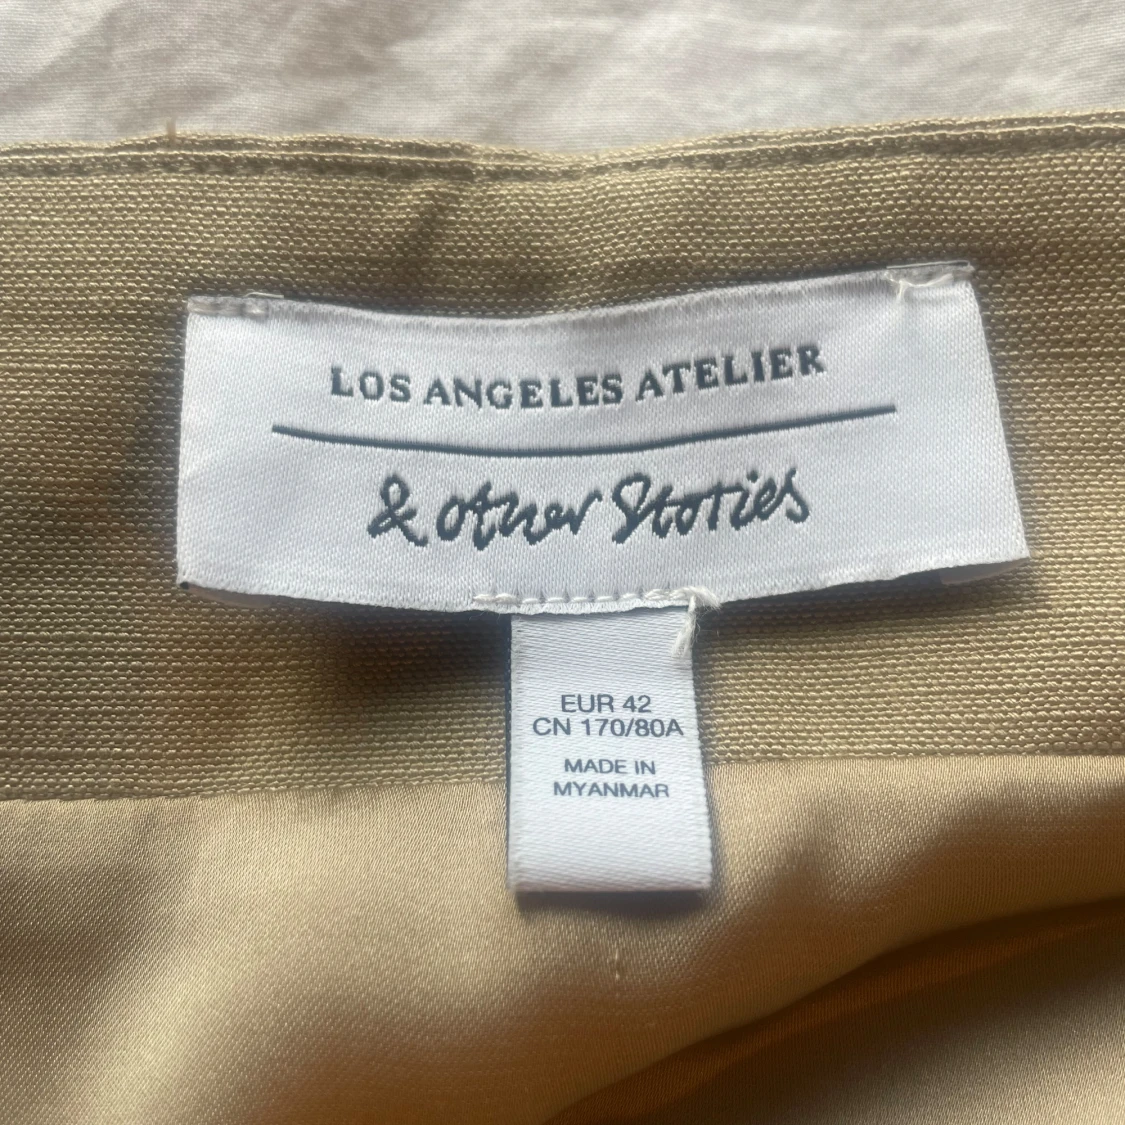 LOS ANGELES ATELIER
& other Stories
EUR 42
CN 170/80A
MADE IN
MYANMAR